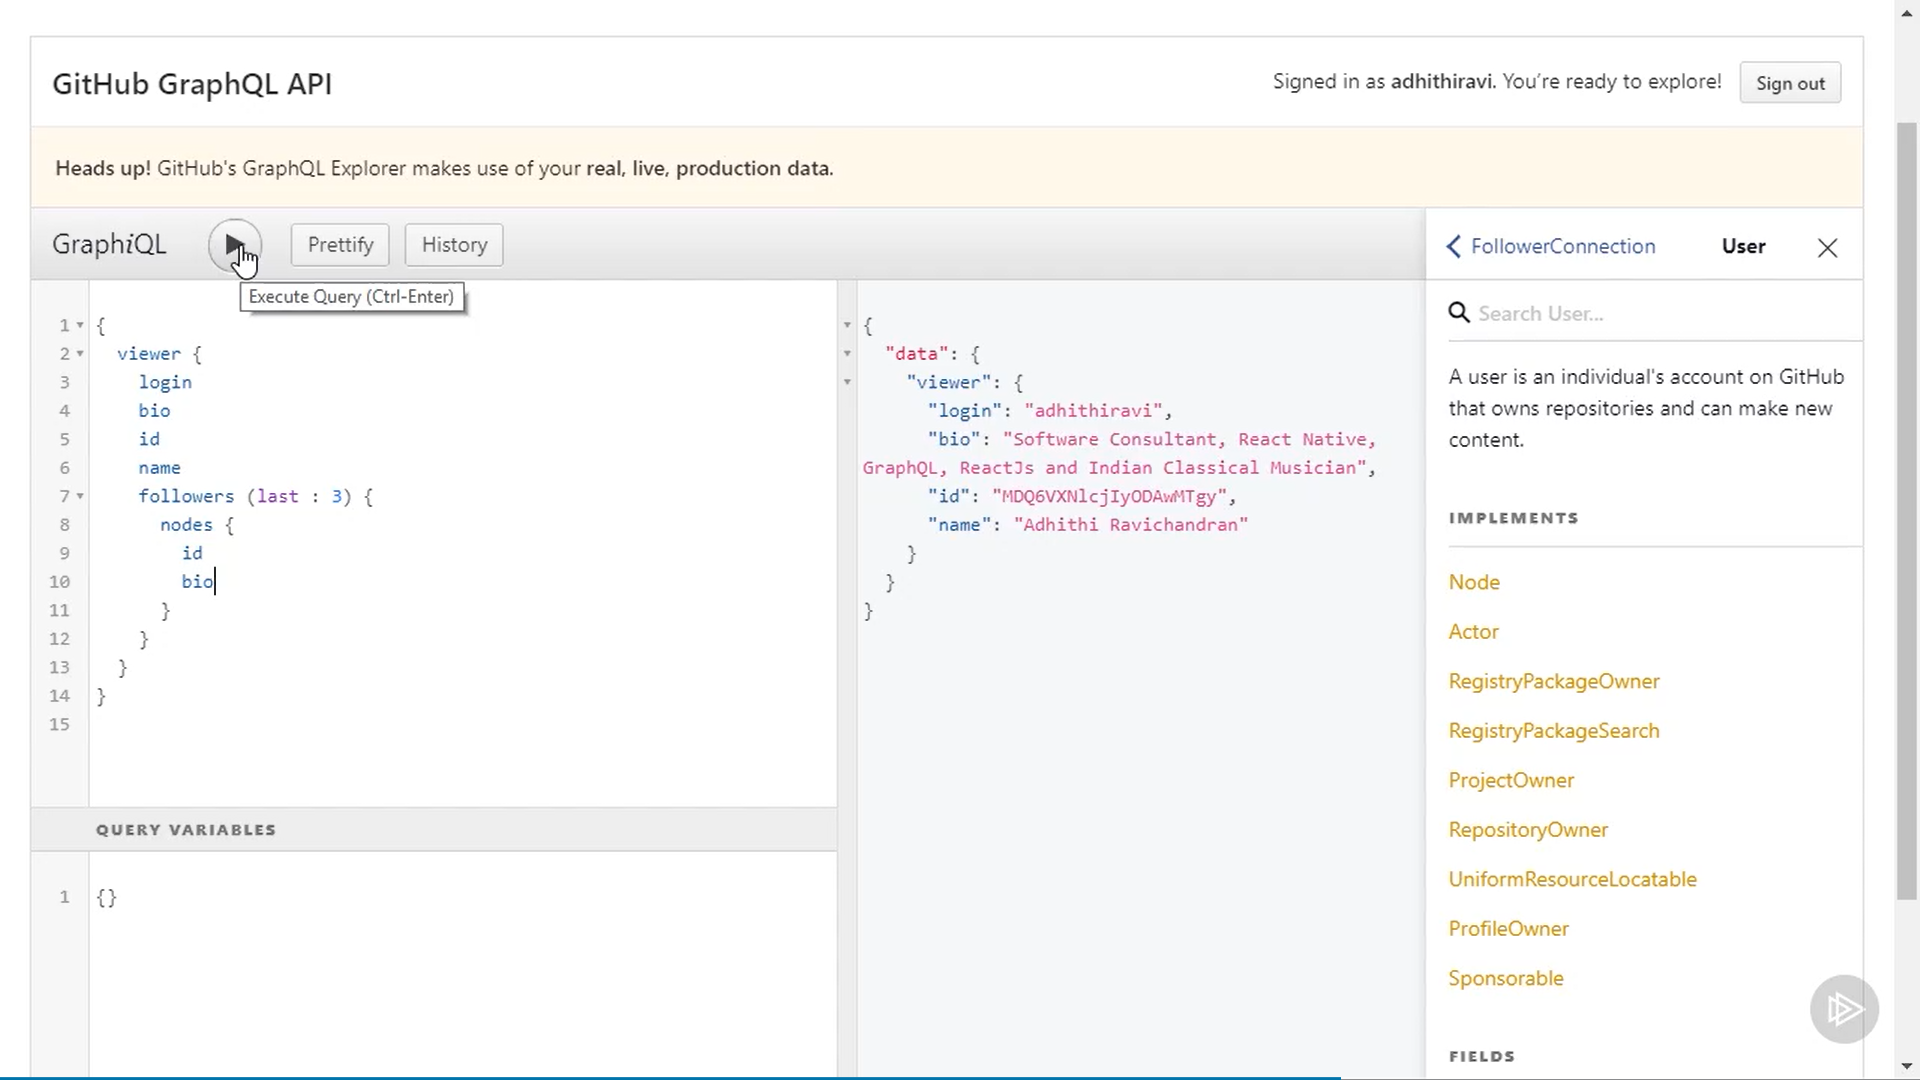 GitHub GraphQL API
Signed in as adhithiravi. You're ready to explore!
Sign out
Heads up! GitHub's GraphQL Explorer makes use of your real, live, production data.
GraphiQL
Prettify
History
Execute Query (Ctrl-Enter)
FollowerConnection
User
Search User...
A user is an individual's account on GitHub
that owns repositories and can make new
content.
IMPLEMENTS
Node
Actor
RegistryPackageOwner
RegistryPackageSearch
ProjectOwner
RepositoryOwner
UniformResourceLocatable
ProfileOwner
Sponsorable
FIELDS
1 {
2 viewer {
3 login
4 bio
5 id
6 name
7 followers (last : 3) {
8 nodes {
9 id
10 bio
11 }
12 }
13 }
14 }
15
QUERY VARIABLES
1 {}
{
"data": {
"viewer": {
"login": "adhithiravi",
"bio": "Software Consultant, React Native,
GraphQL, ReactJs and Indian Classical Musician",
"id": "MDQ6VXNlcjIyODAwMTgy",
"name": "Adhithi Ravichandran"
}
}
}